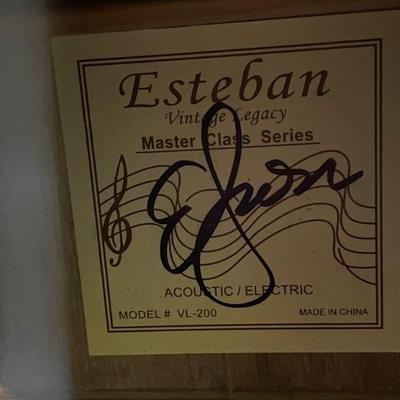 Esteban
Vintage Legacy
Master Class Series
ACOUSTIC / ELECTRIC
MODEL # VL-200
MADE IN CHINA